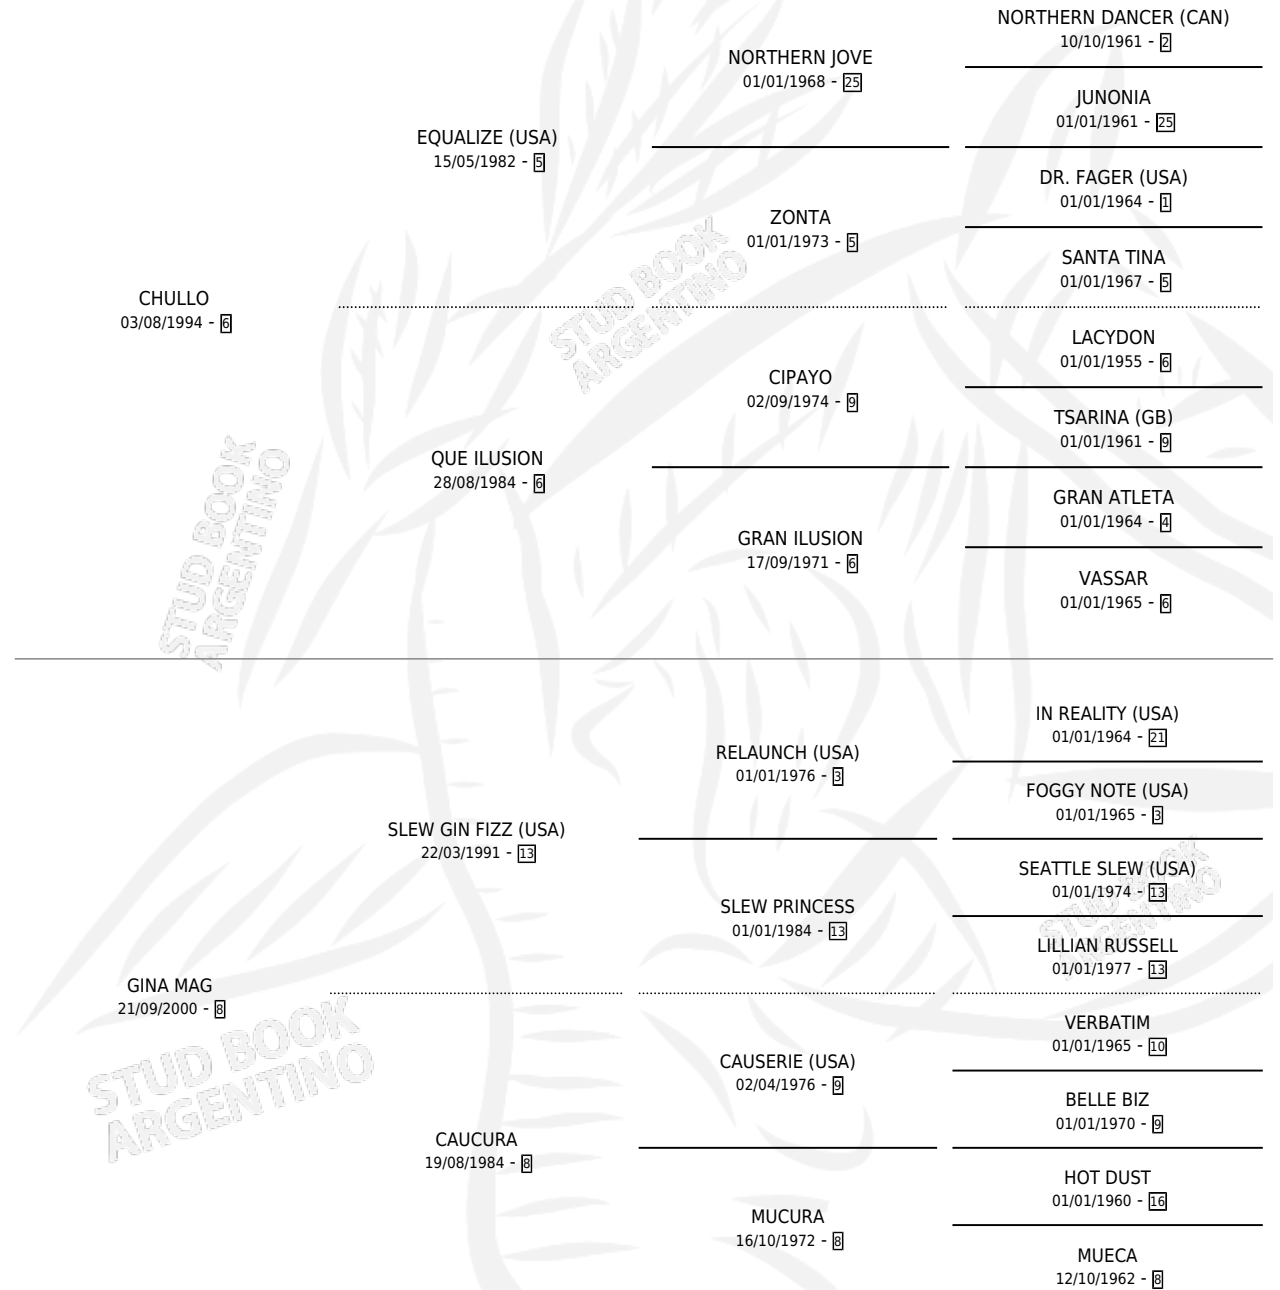 NORTHERN DANCER (CAN)
10/10/1961 - 2
NORTHERN JOVE
01/01/1968 - 25
JUNONIA
01/01/1961 - 25
EQUALIZE (USA)
15/05/1982 - 5
DR. FAGER (USA)
01/01/1964 - 1
ZONTA
01/01/1973 - 5
SANTA TINA
01/01/1967 - 5
CHULLO
03/08/1994 - 6
STUD BOOK
ARGENTINO
LACYDON
01/01/1955 - 6
CIPAYO
02/09/1974 - 9
TSARINA (GB)
01/01/1961 - 9
QUE ILUSION
28/08/1984 - 6
GRAN ATLETA
01/01/1964 - 4
GRAN ILUSION
17/09/1971 - 6
VASSAR
01/01/1965 - 6
STUD BOOK
ARGENTINO
IN REALITY (USA)
01/01/1964 - 21
RELAUNCH (USA)
01/01/1976 - 3
FOGGY NOTE (USA)
01/01/1965 - 3
SLEW GIN FIZZ (USA)
22/03/1991 - 13
SEATTLE SLEW (USA)
01/01/1974 - 13
SLEW PRINCESS
01/01/1984 - 13
LILLIAN RUSSELL
01/01/1977 - 13
STUD BOOK
ARGENTINO
GINA MAG
21/09/2000 - 8
VERBATIM
01/01/1965 - 10
CAUSERIE (USA)
02/04/1976 - 9
BELLE BIZ
01/01/1970 - 9
STUD BOOK
ARGENTINO
CAUCURA
19/08/1984 - 8
HOT DUST
01/01/1960 - 16
MUCURA
16/10/1972 - 8
MUECA
12/10/1962 - 8